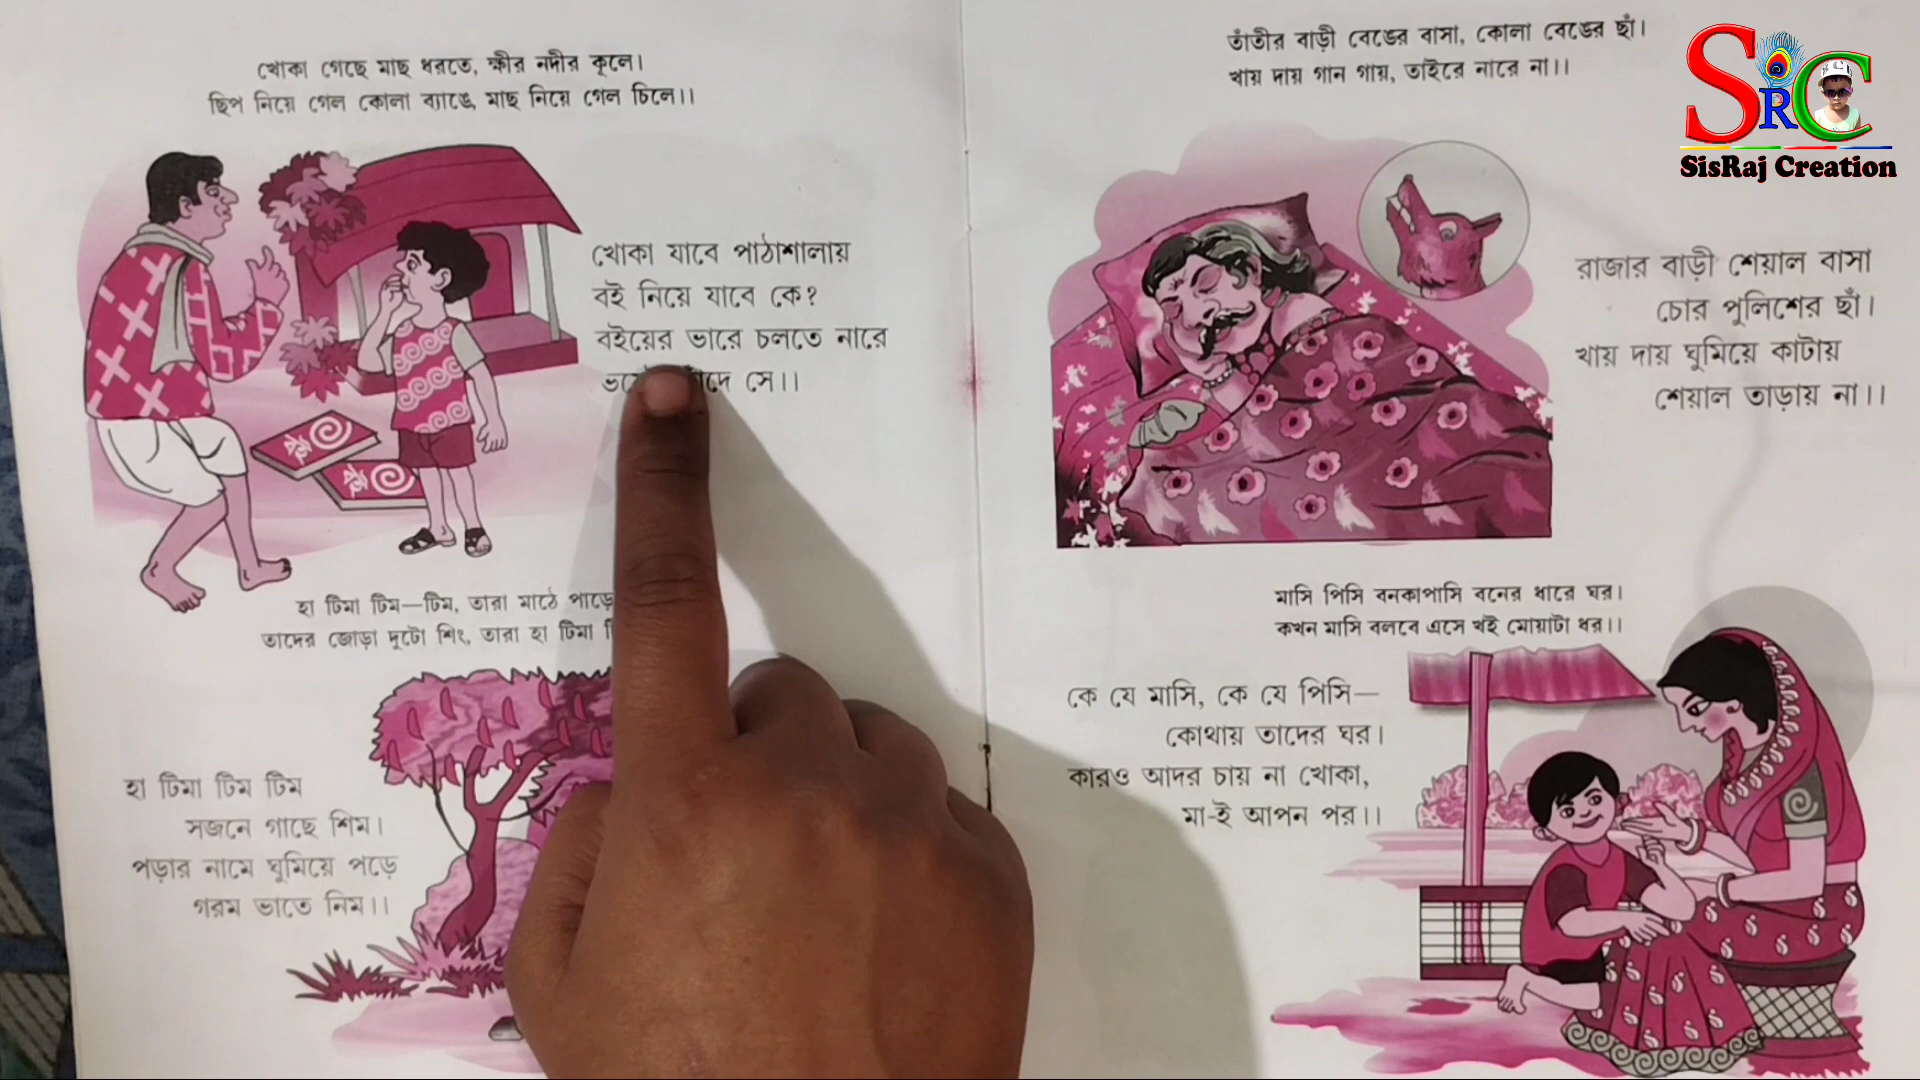 খোকা গেছে মাছ ধরতে, ক্ষীর নদীর কূলে।
ছিপ নিয়ে গেল কোলা ব্যাঙে, মাছ নিয়ে গেল চিলে।।
খোকা যাবে পাঠাশালায়
বই নিয়ে যাবে কে?
বইয়ের ভারে চলতে নারে
সে।।
হা টিমা টিম—টিম, তারা মাঠে পাড়ে
তাদের জোড়া দুটো শিং, তারা হা টিমা
হা টিমা টিম টিম
সজনে গাছে শিম।
পড়ার নামে ঘুমিয়ে পড়ে
গরম ভাতে নিম।।
তাঁতীর বাড়ী বেঙের বাসা, কোলা বেঙের ছাঁ।
খায় দায় গান গায়, তাইরে নারে না।।
রাজার বাড়ী শেয়াল বাসা
চোর পুলিশের ছাঁ।
খায় দায় ঘুমিয়ে কাটায়
শেয়াল তাড়ায় না।।
মাসি পিসি বনকাপাসি বনের ধারে ঘর।
কখন মাসি বলবে এসে খই মোয়াটা ধর।।
কে যে মাসি, কে যে পিসি—
কোথায় তাদের ঘর।
কারও আদর চায় না খোকা,
মা-ই আপন পর।।
SRC
SisRaj Creation